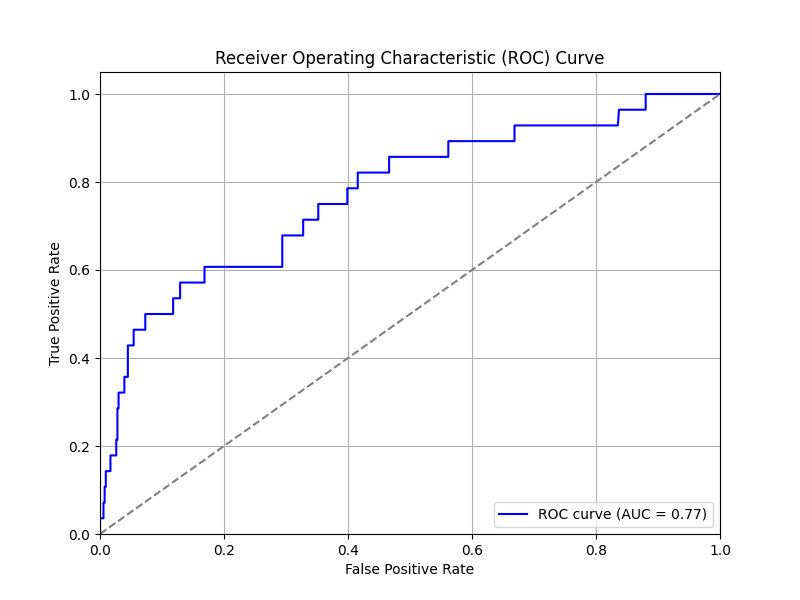 Receiver Operating Characteristic (ROC) Curve
1.0
0.8
0.6
0.4
0.2
0.0
True Positive Rate
0.0 0.2 0.4 0.6 0.8 1.0
False Positive Rate
ROC curve (AUC = 0.77)